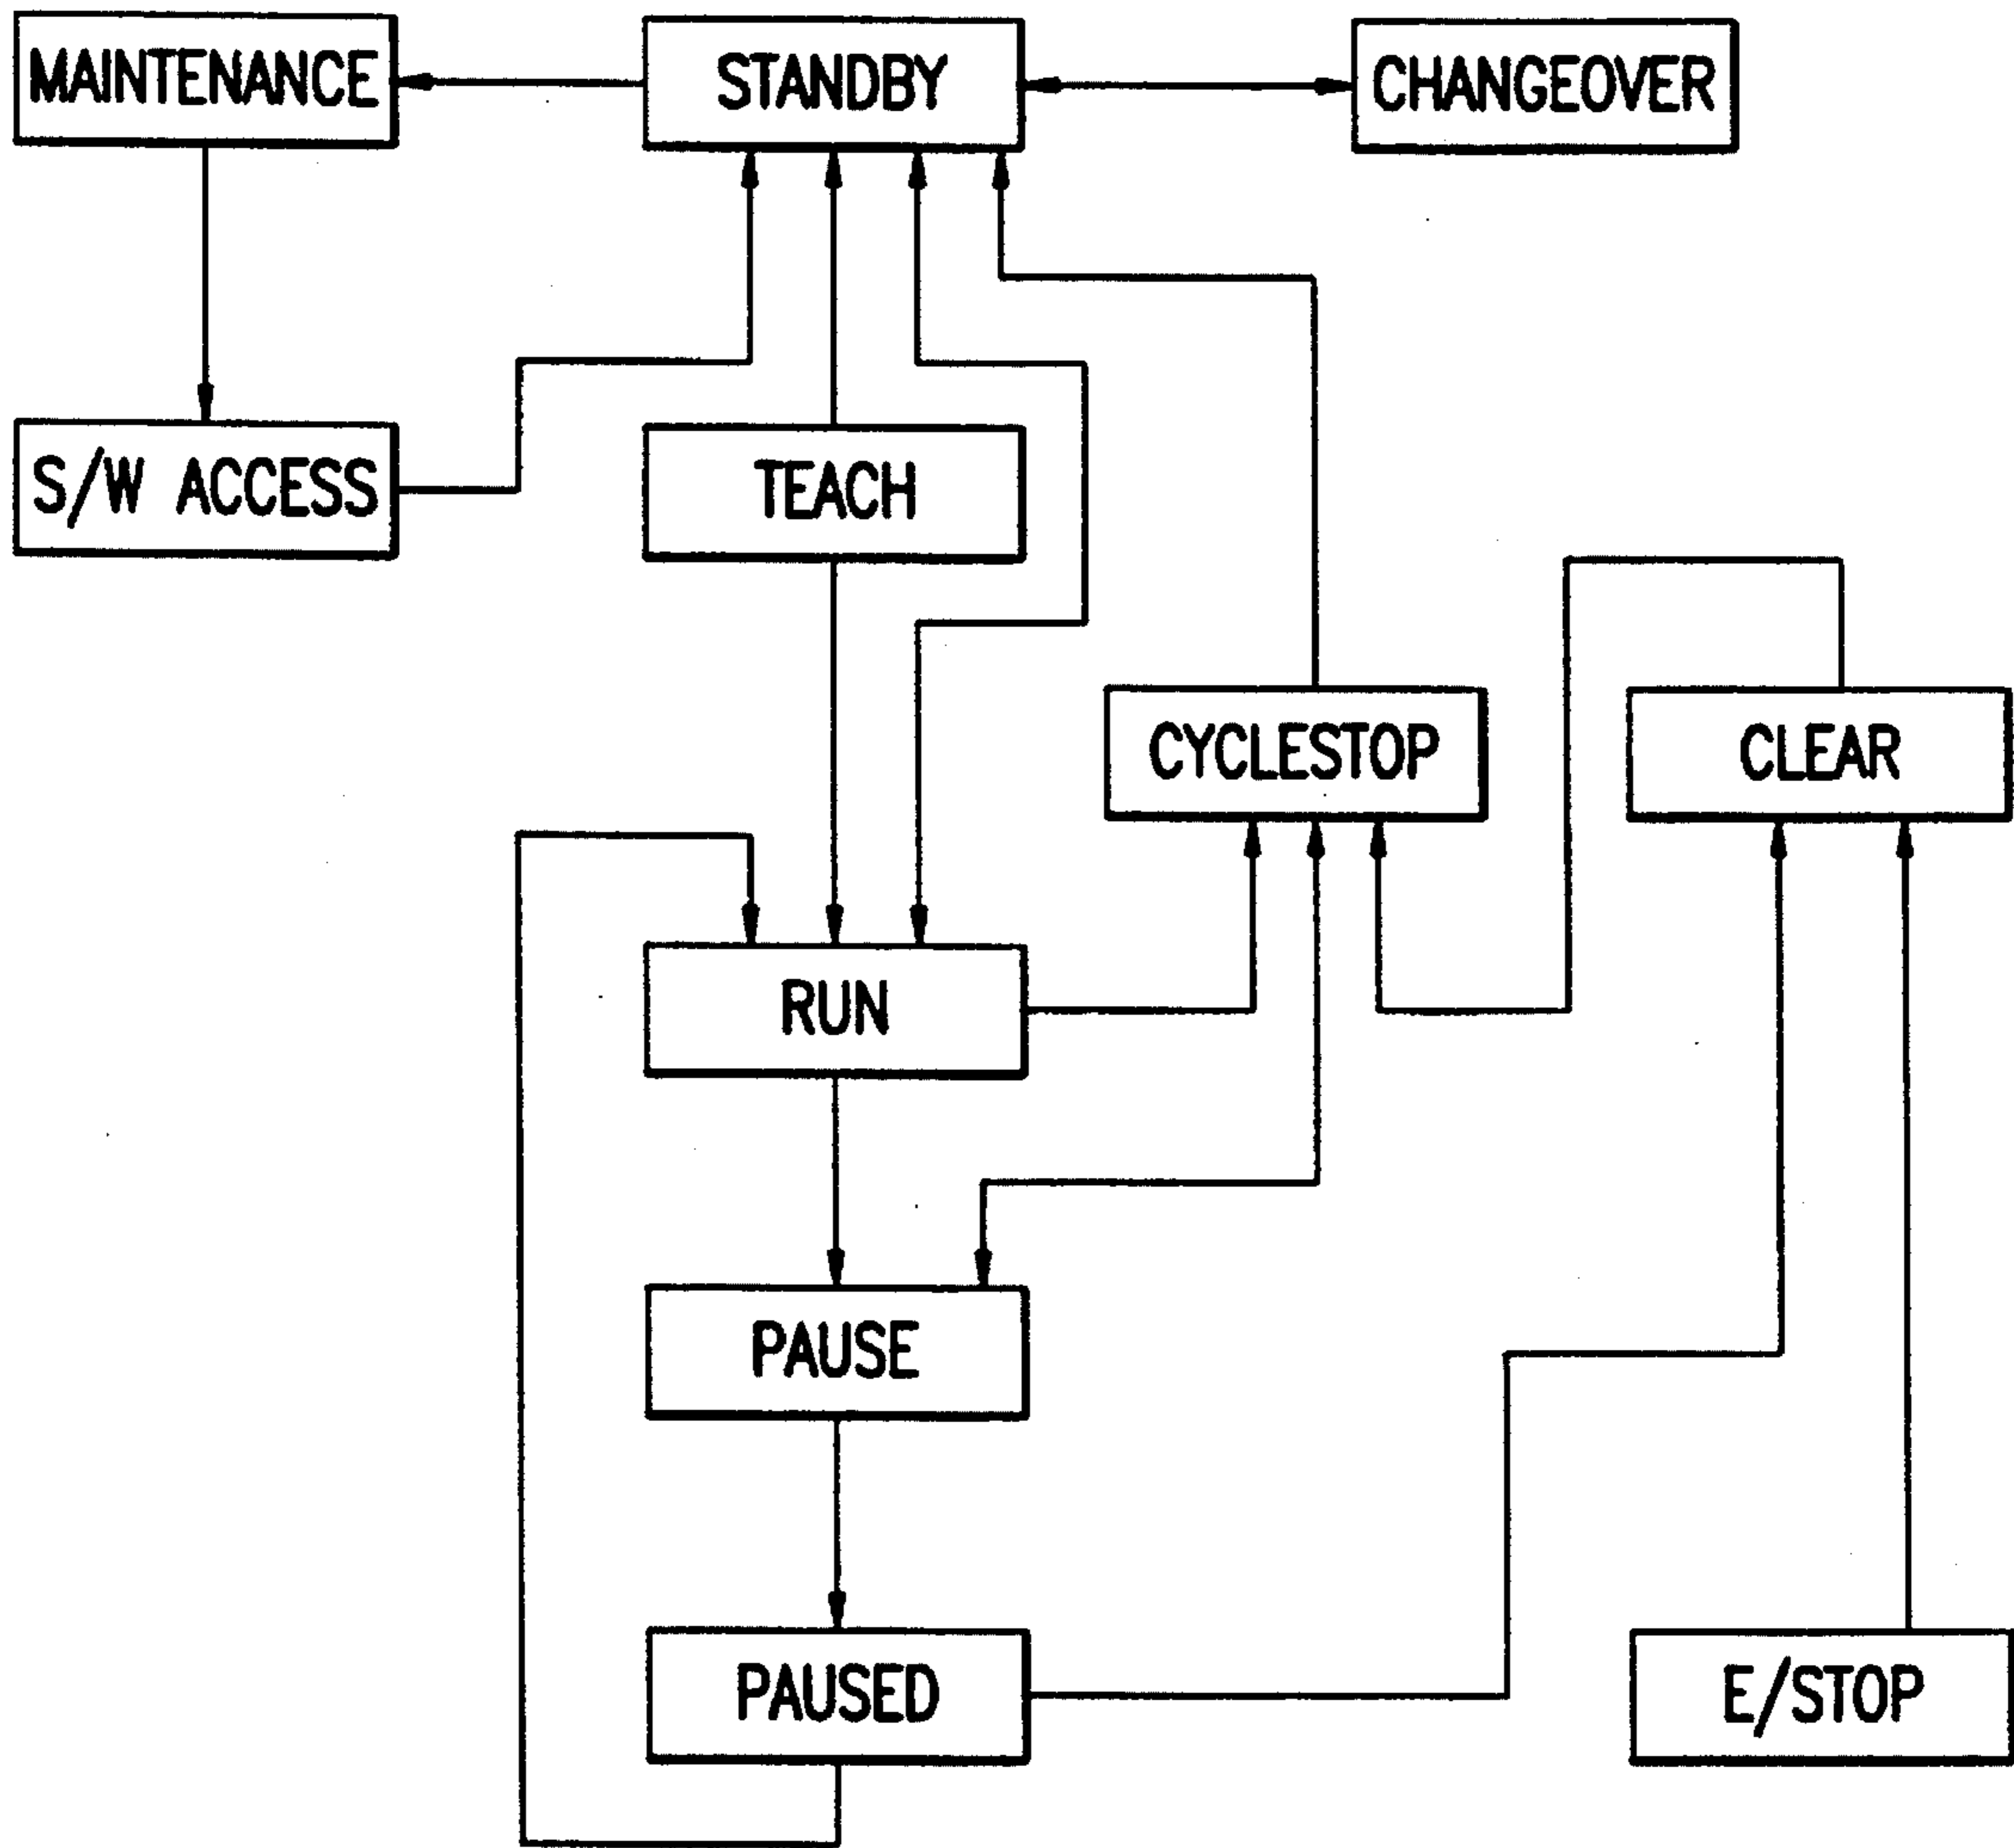 MAINTENANCE
STANDBY
CHANGEOVER
S/W ACCESS
TEACH
CYCLESTOP
CLEAR
RUN
PAUSE
PAUSED
E/STOP